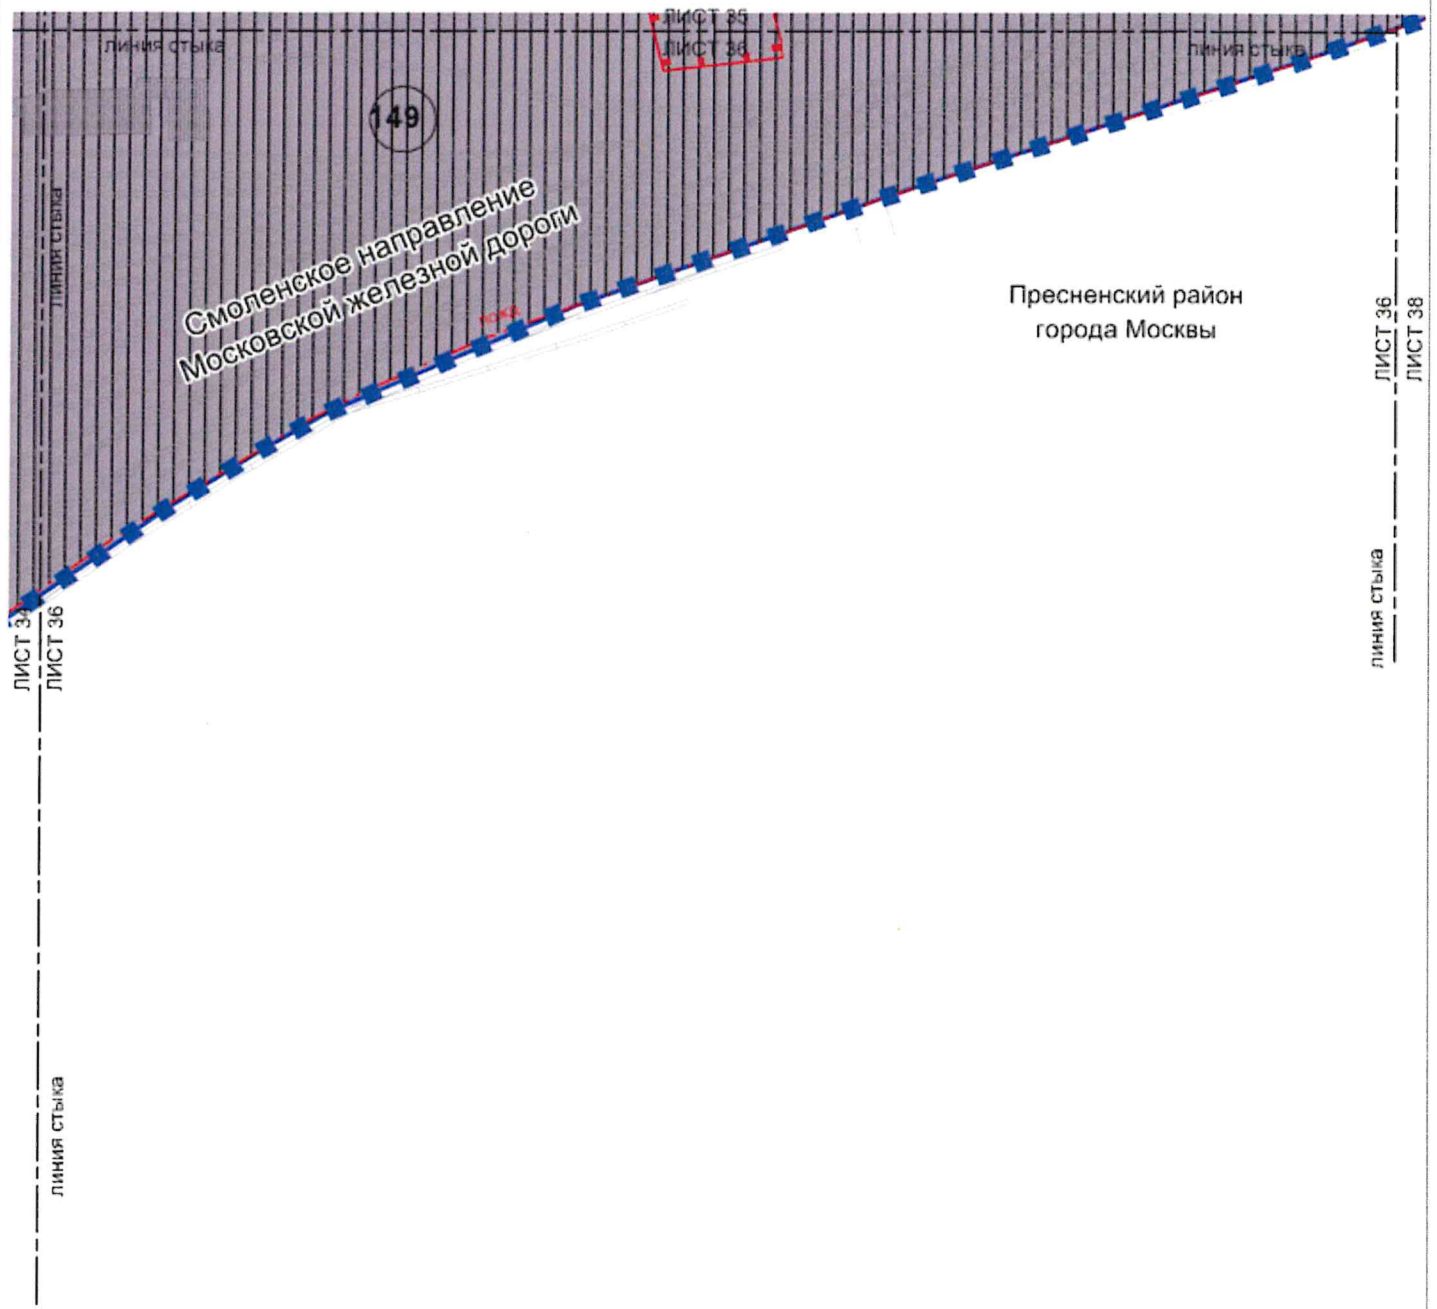 ЛИСТ 35
линия стыка
ЛИСТ 36
линия стыка
149
линия стыка
Смоленское направление
Московской железной дороги
Пресненский район
города Москвы
ЛИСТ 36
ЛИСТ 38
линия стыка
ЛИСТ 34
ЛИСТ 36
линия стыка